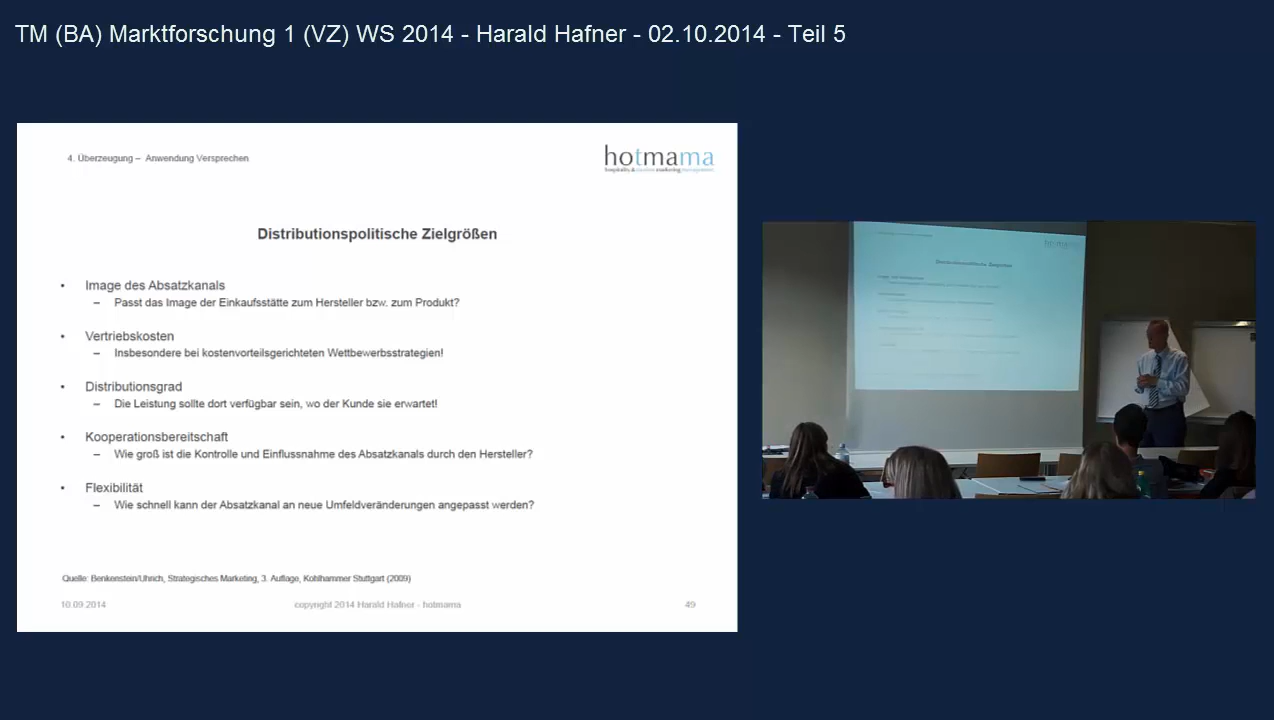 TM (BA) Marktforschung 1 (VZ) WS 2014 - Harald Hafner - 02.10.2014 - Teil 5
4. Überzeugung – Anwendung Versprechen
hotmama
Distributionspolitische Zielgrößen
• Image des Absatzkanals
– Passt das Image der Einkaufsstätte zum Hersteller bzw. zum Produkt?
• Vertriebskosten
– Insbesondere bei kostenvorteilsgerichteten Wettbewerbsstrategien!
• Distributionsgrad
– Die Leistung sollte dort verfügbar sein, wo der Kunde sie erwartet!
• Kooperationsbereitschaft
– Wie groß ist die Kontrolle und Einflussnahme des Absatzkanals durch den Hersteller?
• Flexibilität
– Wie schnell kann der Absatzkanal an neue Umfeldveränderungen angepasst werden?
Quelle: Benkenstein/Uhrich, Strategisches Marketing, 3. Auflage, Kohlhammer Stuttgart (2009)
10.09.2014 copyright 2014 Harald Hafner - hotmama 49